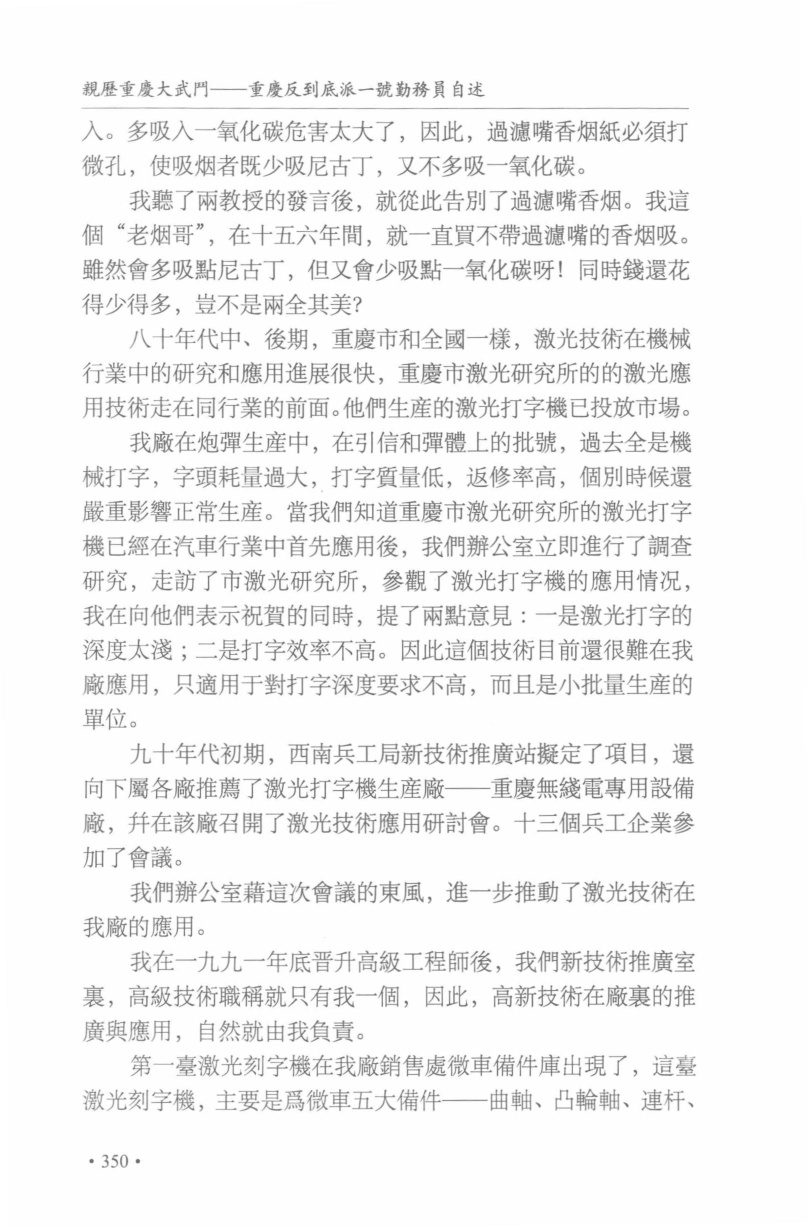 親歷重慶大武鬥——重慶反到底派一號勤務員自述
入。多吸入一氧化碳危害太大了，因此，過濾嘴香烟紙必須打
微孔，使吸烟者既少吸尼古丁，又不多吸一氧化碳。
我聽了兩教授的發言後，就從此告別了過濾嘴香烟。我這
個“老烟哥”，在十五六年間，就一直買不帶過濾嘴的香烟吸。
雖然會多吸點尼古丁，但又會少吸點一氧化碳呀！同時錢還花
得少得多，豈不是兩全其美？
八十年代中、後期，重慶市和全國一樣，激光技術在機械
行業中的研究和應用進展很快，重慶市激光研究所的的激光應
用技術走在同行業的前面。他們生産的激光打字機已投放市場。
我廠在炮彈生産中，在引信和彈體上的批號，過去全是機
械打字，字頭耗量過大，打字質量低，返修率高，個別時候還
嚴重影響正常生産。當我們知道重慶市激光研究所的激光打字
機已經在汽車行業中首先應用後，我們辦公室立即進行了調查
研究，走訪了市激光研究所，參觀了激光打字機的應用情况，
我在向他們表示祝賀的同時，提了兩點意見：一是激光打字的
深度太淺；二是打字效率不高。因此這個技術目前還很難在我
廠應用，只適用于對打字深度要求不高，而且是小批量生産的
單位。
九十年代初期，西南兵工局新技術推廣站擬定了項目，還
向下屬各廠推薦了激光打字機生産廠——重慶無綫電專用設備
廠，幷在該廠召開了激光技術應用研討會。十三個兵工企業參
加了會議。
我們辦公室藉這次會議的東風，進一步推動了激光技術在
我廠的應用。
我在一九九一年底晋升高級工程師後，我們新技術推廣室
裏，高級技術職稱就只有我一個，因此，高新技術在廠裏的推
廣與應用，自然就由我負責。
第一臺激光刻字機在我廠銷售處微車備件庫出現了，這臺
激光刻字機，主要是爲微車五大備件——曲軸、凸輪軸、連杆、
·350·